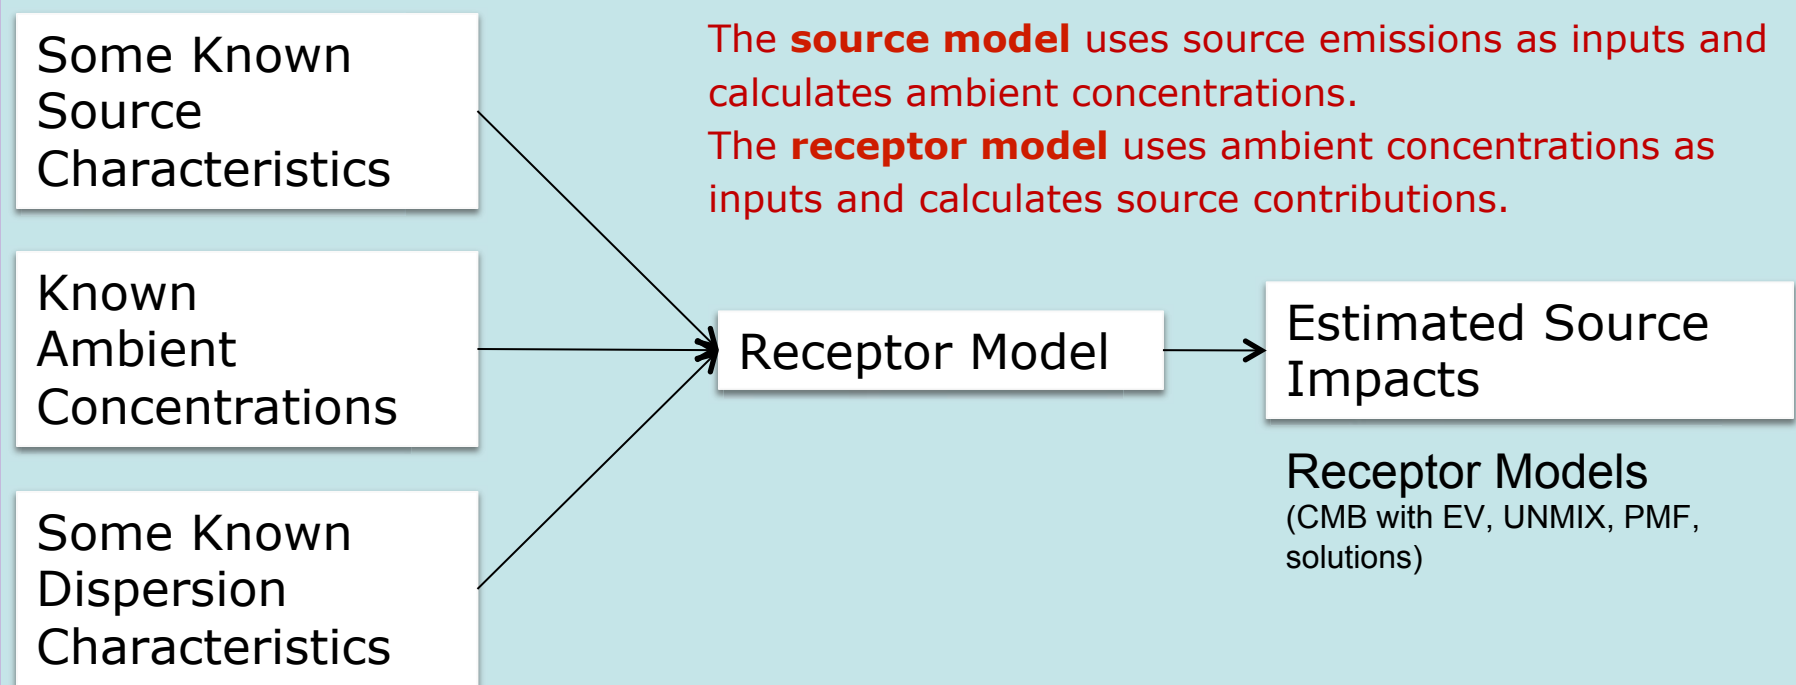 Some Known
Source
Characteristics
The source model uses source emissions as inputs and
calculates ambient concentrations.
The receptor model uses ambient concentrations as
inputs and calculates source contributions.
Known
Ambient
Concentrations
Receptor Model
Estimated Source
Impacts
Receptor Models
(CMB with EV, UNMIX, PMF,
solutions)
Some Known
Dispersion
Characteristics